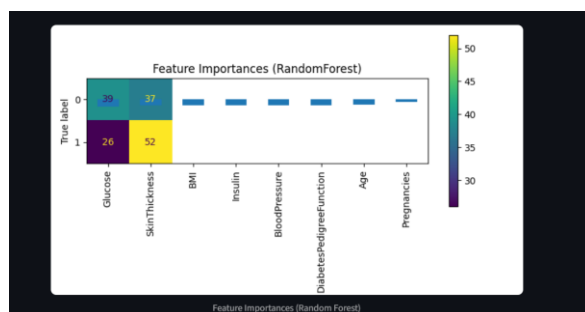 Feature Importances (RandomForest)
50
45
40
35
30
True label
0
39
37
1
26
52
Glucose
SkinThickness
BMI
Insulin
BloodPressure
DiabetesPedigreeFunction
Age
Pregnancies
Feature Importances (Random Forest)